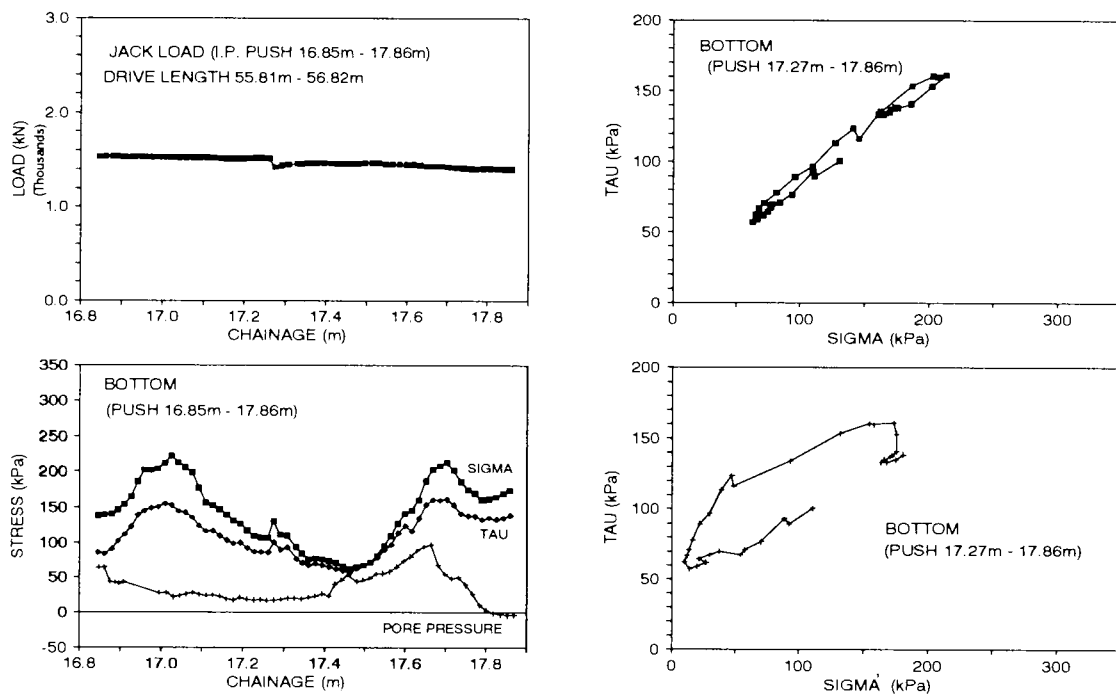 3.0
2.0
1.0
0.0
LOAD (kN)
(Thousands)
JACK LOAD (I.P. PUSH 16.85m - 17.86m)
DRIVE LENGTH 55.81m - 56.82m
16.8 17.0 17.2 17.4 17.6 17.8
CHAINAGE (m)
200
150
100
50
0
TAU (kPa)
BOTTOM
(PUSH 17.27m - 17.86m)
0 100 200 300
SIGMA (kPa)
350
300
250
200
150
100
50
0
-50
STRESS (kPa)
BOTTOM
(PUSH 16.85m - 17.86m)
SIGMA
TAU
PORE PRESSURE
16.8 17.0 17.2 17.4 17.6 17.8
CHAINAGE (m)
200
150
100
50
0
TAU (kPa)
BOTTOM
(PUSH 17.27m - 17.86m)
0 100 200 300
SIGMA' (kPa)